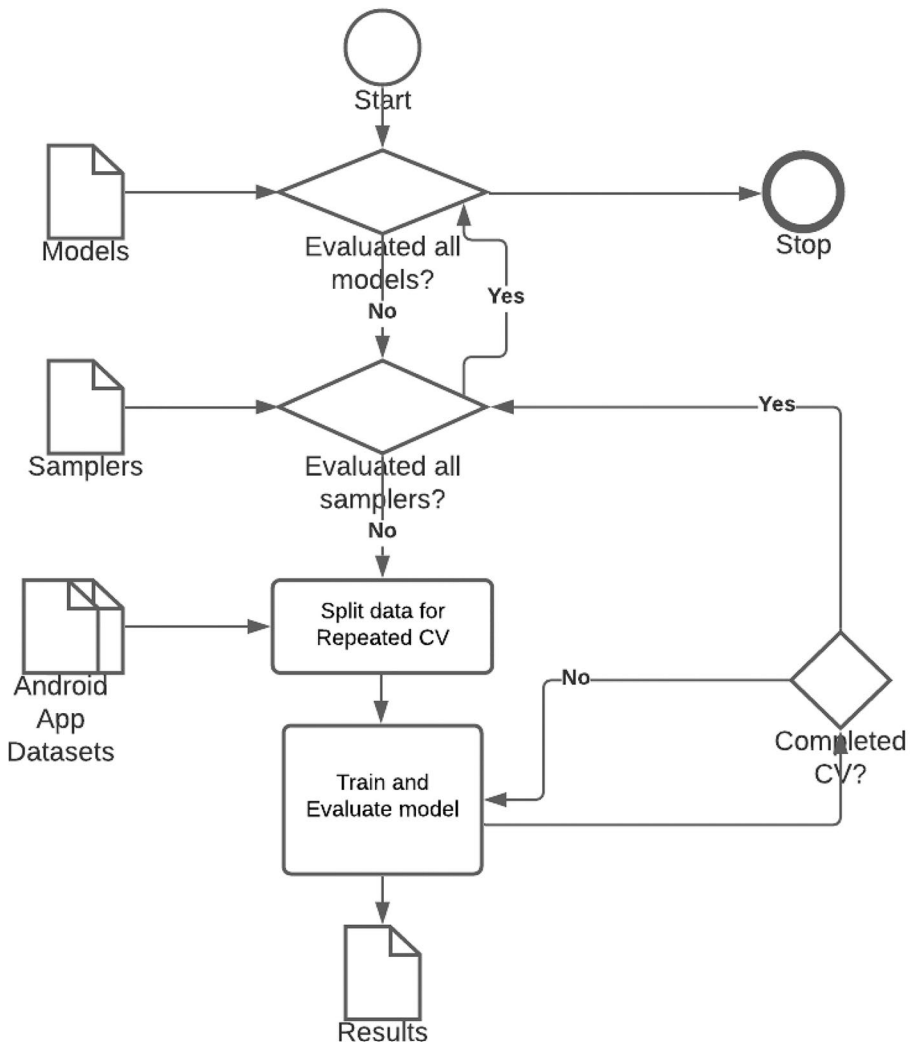 Start
Models
Evaluated all
models?
Stop
No
Yes
Samplers
Evaluated all
samplers?
Yes
No
Split data for
Repeated CV
Android
App
Datasets
No
Completed
CV?
Train and
Evaluate model
Results